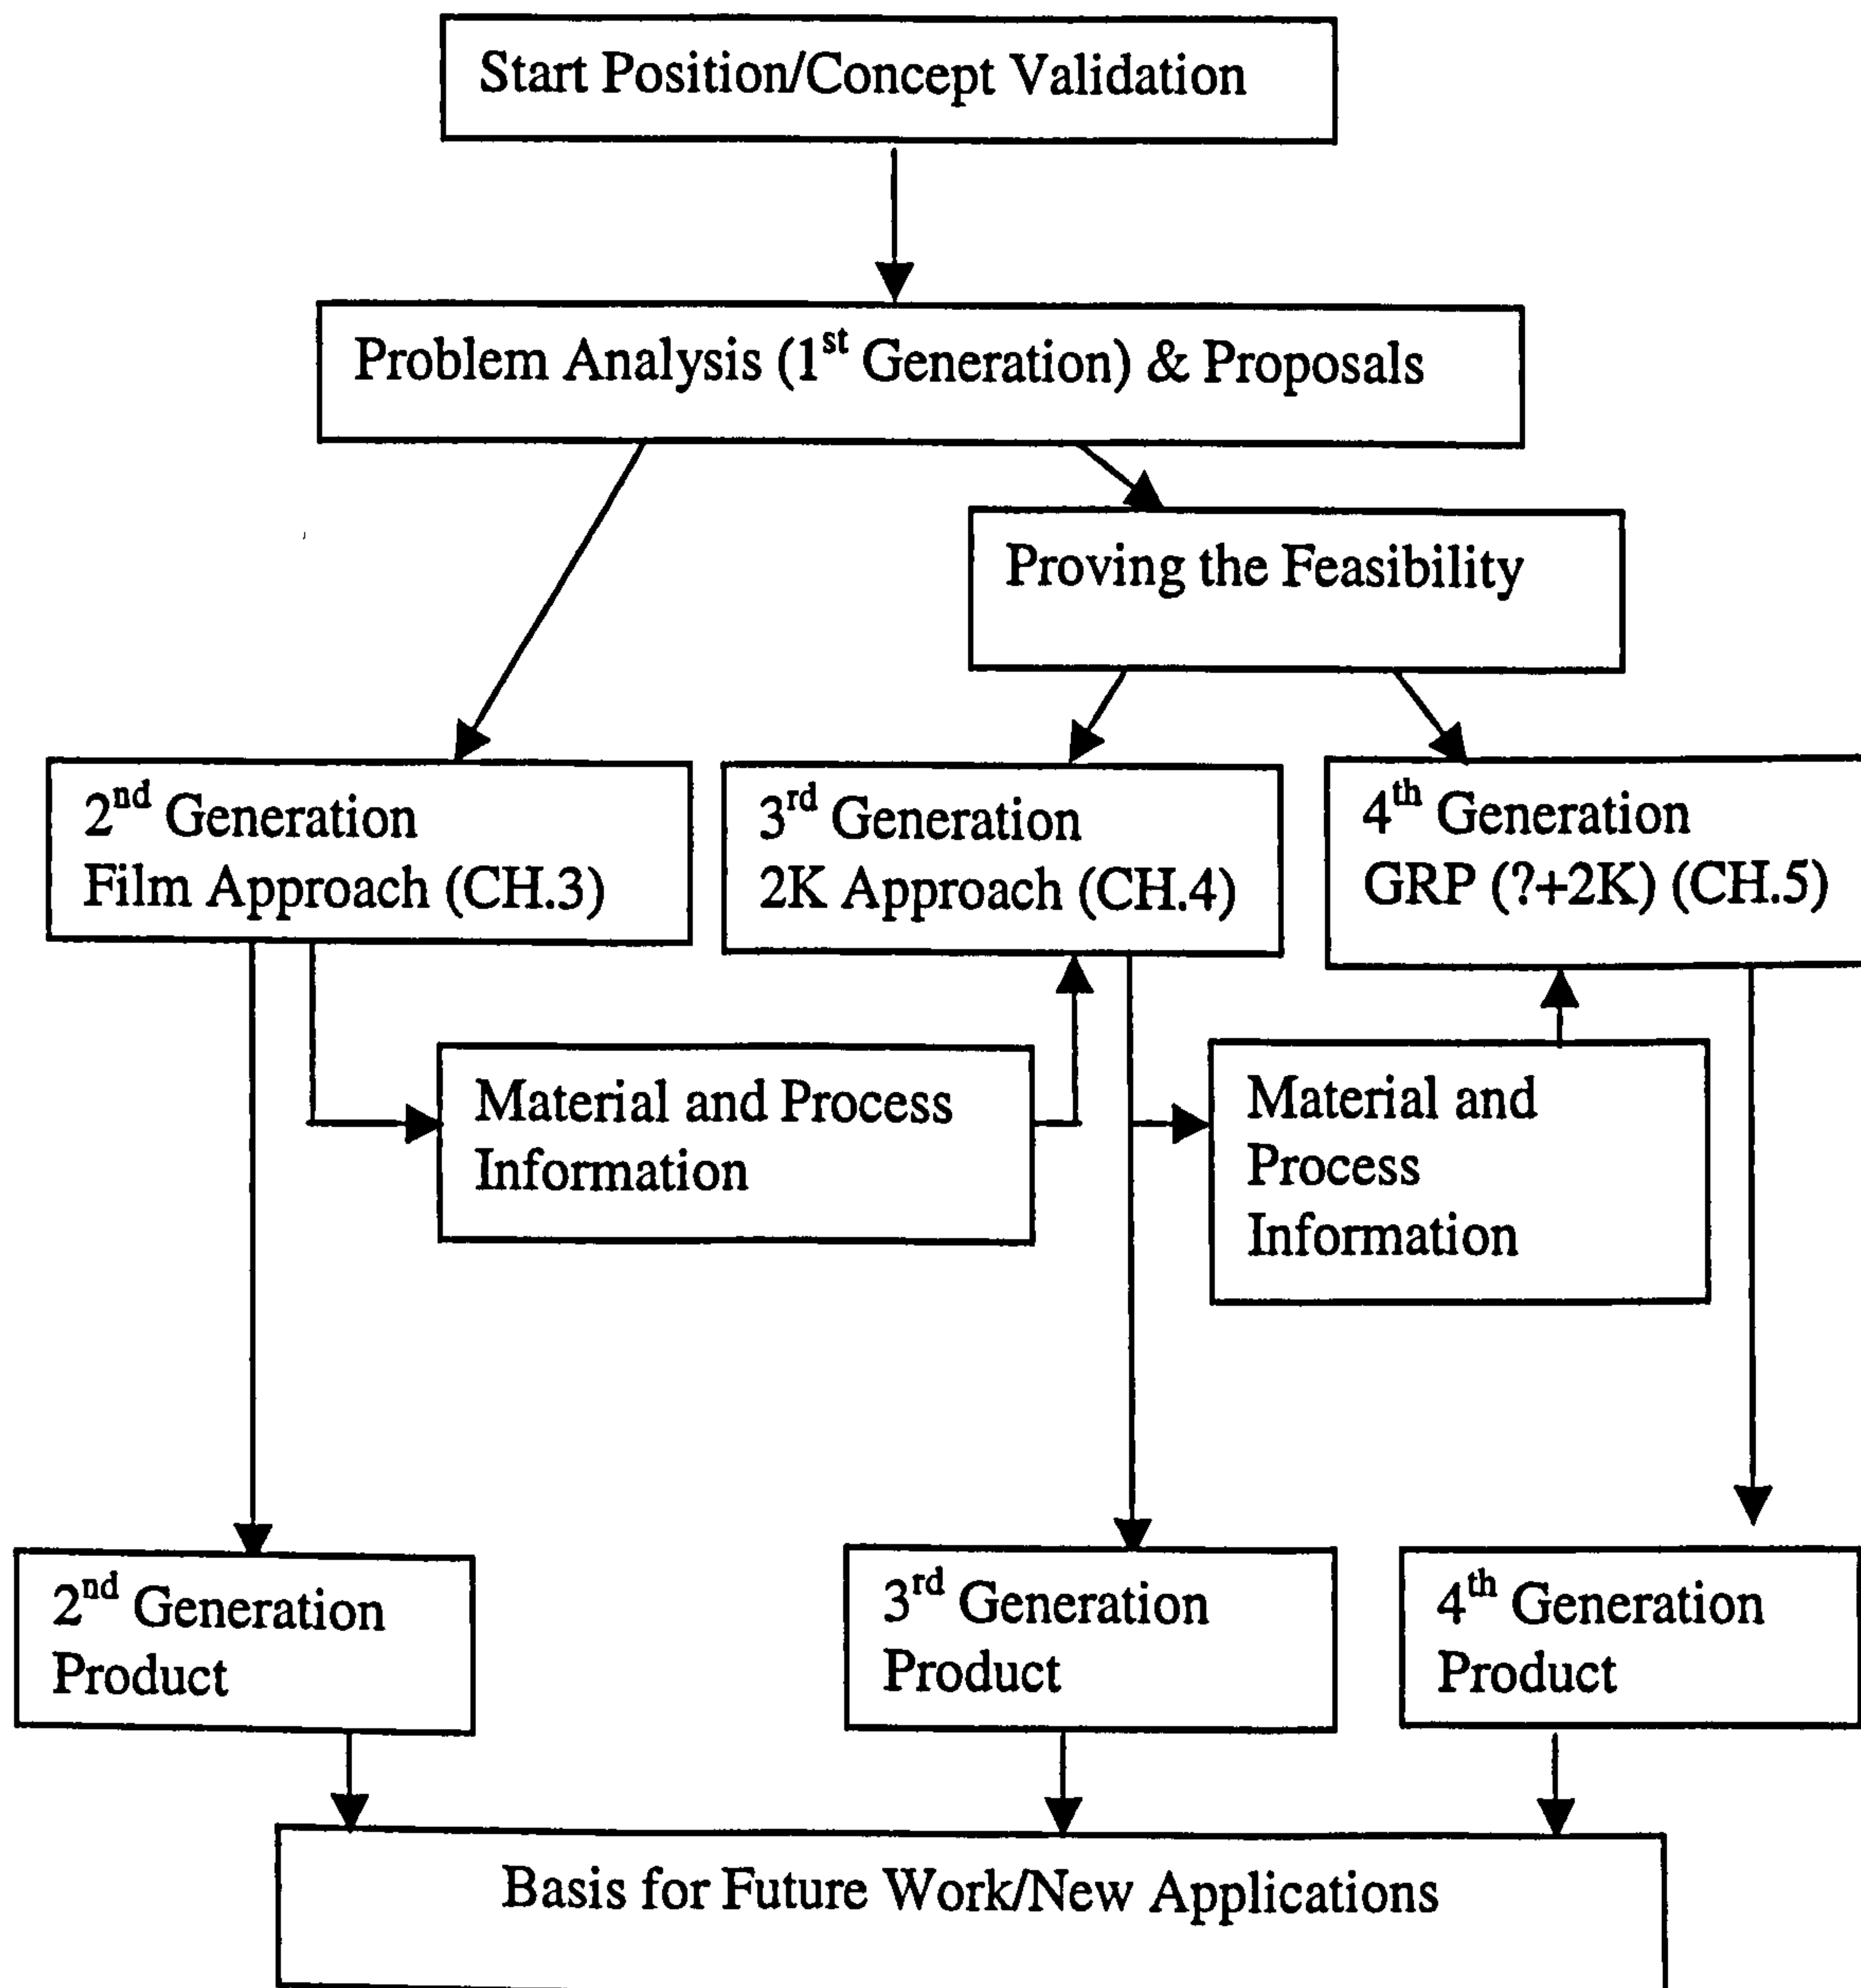 Start Position/Concept Validation
Problem Analysis (1st Generation) & Proposals
Proving the Feasibility
2nd Generation
Film Approach (CH.3)
3rd Generation
2K Approach (CH.4)
4th Generation
GRP (?+2K) (CH.5)
Material and Process
Information
Material and
Process
Information
2nd Generation
Product
3rd Generation
Product
4th Generation
Product
Basis for Future Work/New Applications